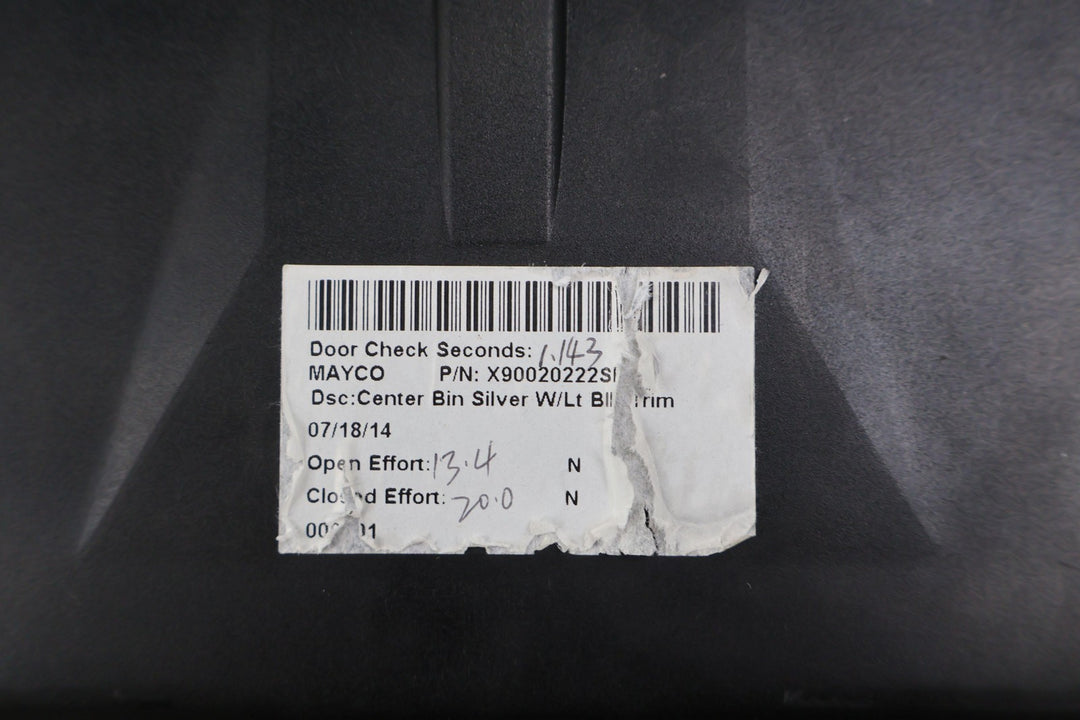 Door Check Seconds: 1.143
MAYCO P/N:
Dsc:Center Bin Silver W/Lt
07/18/14
Open Effort: 13.4 N
Closed Effort: 20.0 N